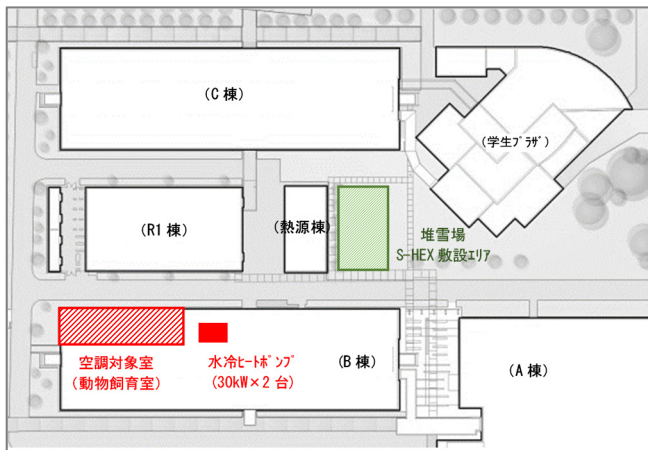 (C 棟)
(学生ﾌﾟﾗｻﾞ)
(R1 棟)
(熱源棟)
堆雪場
S-HEX 敷設ｴﾘｱ
空調対象室
(動物飼育室)
水冷ﾋｰﾄﾎﾟﾝﾌﾟ
(30kW×2 台)
(B 棟)
(A 棟)